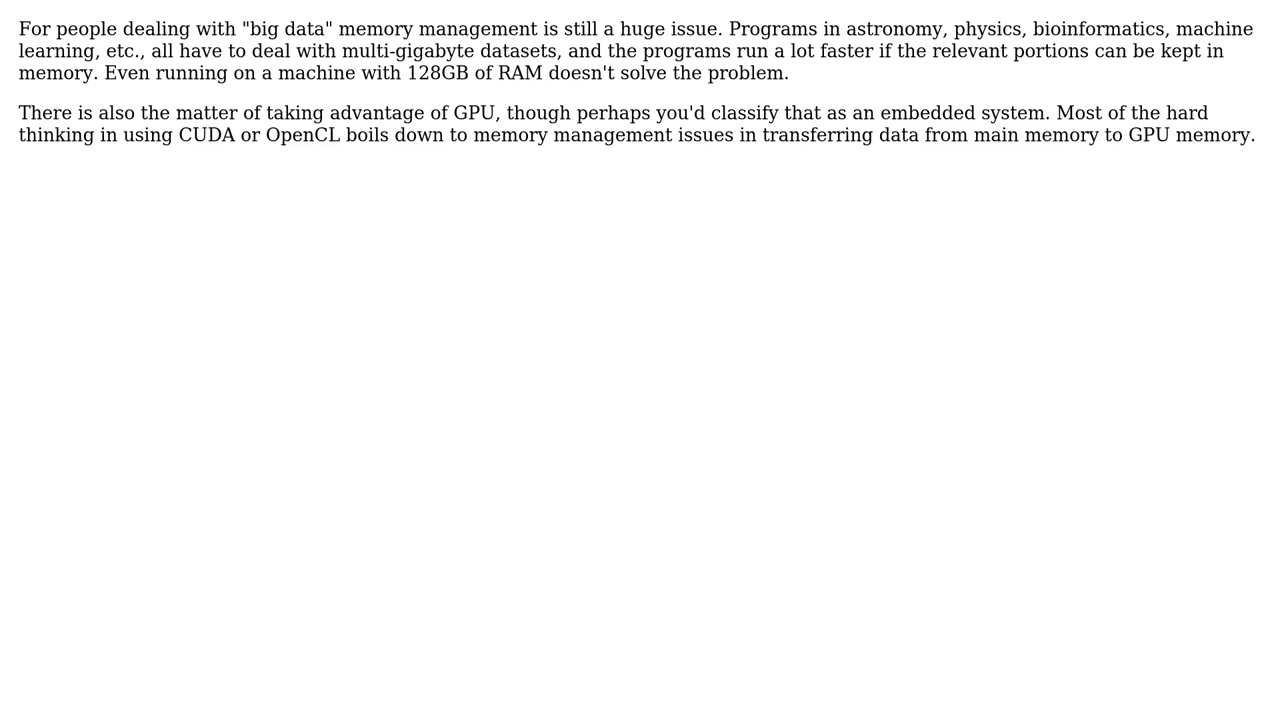 For people dealing with "big data" memory management is still a huge issue. Programs in astronomy, physics, bioinformatics, machine
learning, etc., all have to deal with multi-gigabyte datasets, and the programs run a lot faster if the relevant portions can be kept in
memory. Even running on a machine with 128GB of RAM doesn't solve the problem.
There is also the matter of taking advantage of GPU, though perhaps you'd classify that as an embedded system. Most of the hard
thinking in using CUDA or OpenCL boils down to memory management issues in transferring data from main memory to GPU memory.